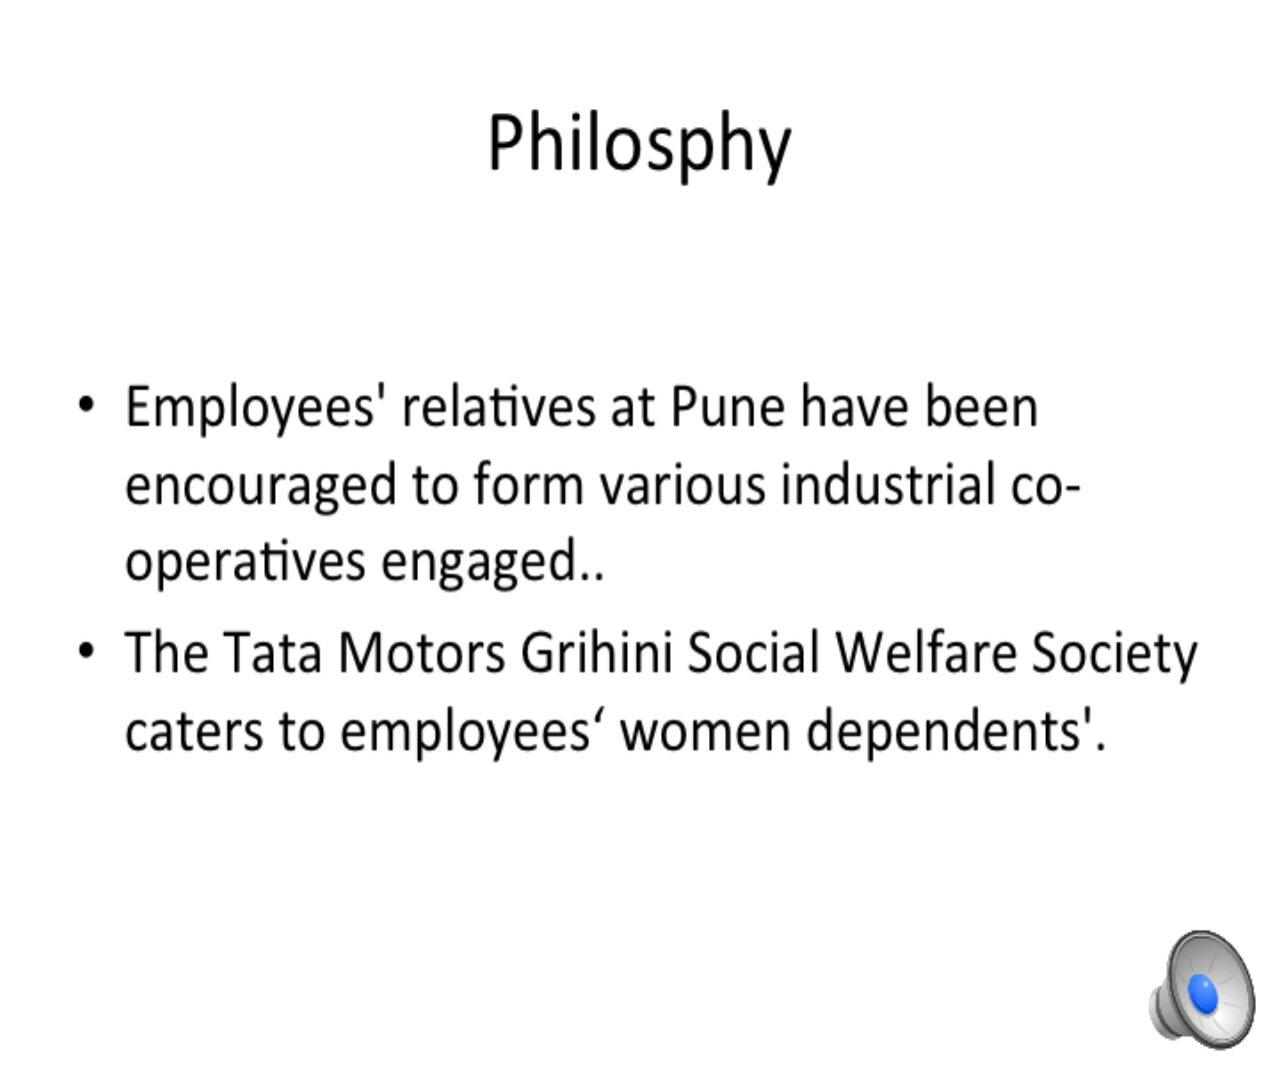 Philosphy
• Employees' relatives at Pune have been
encouraged to form various industrial co-
operatives engaged..
• The Tata Motors Grihini Social Welfare Society
caters to employees‘ women dependents'.